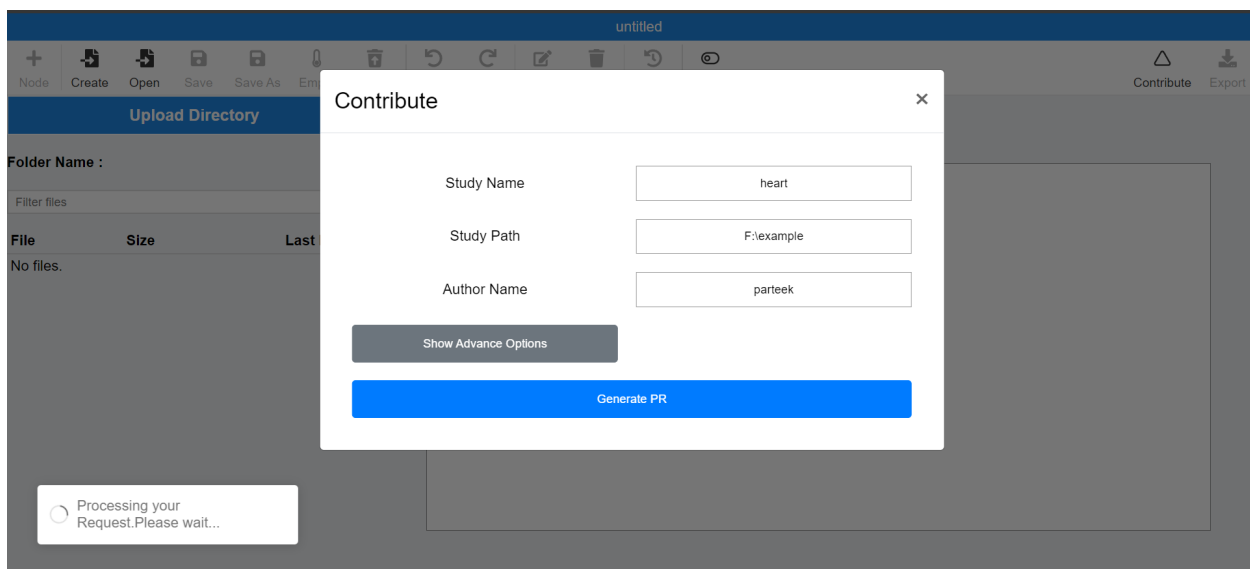 untitled
Node Create Open Save Save As Contribute Export
Upload Directory
Contribute ×
Folder Name :
Study Name heart
Filter files
Study Path F:\example
File Size Last
No files.
Author Name parteek
Show Advance Options
Generate PR
Processing your
Request.Please wait...